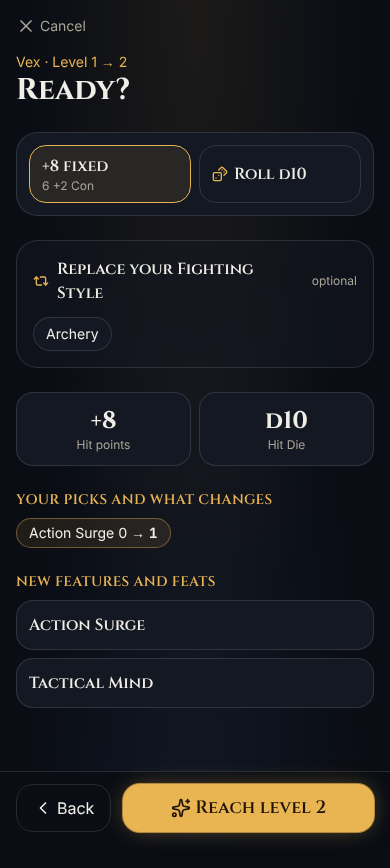 Cancel
Vex · Level 1 → 2
Ready?
+8 fixed
6 +2 Con
Roll d10
Replace your Fighting
Style
optional
Archery
+8
Hit points
D10
Hit Die
YOUR PICKS AND WHAT CHANGES
Action Surge 0 → 1
NEW FEATURES AND FEATS
Action Surge
Tactical Mind
Back
Reach level 2